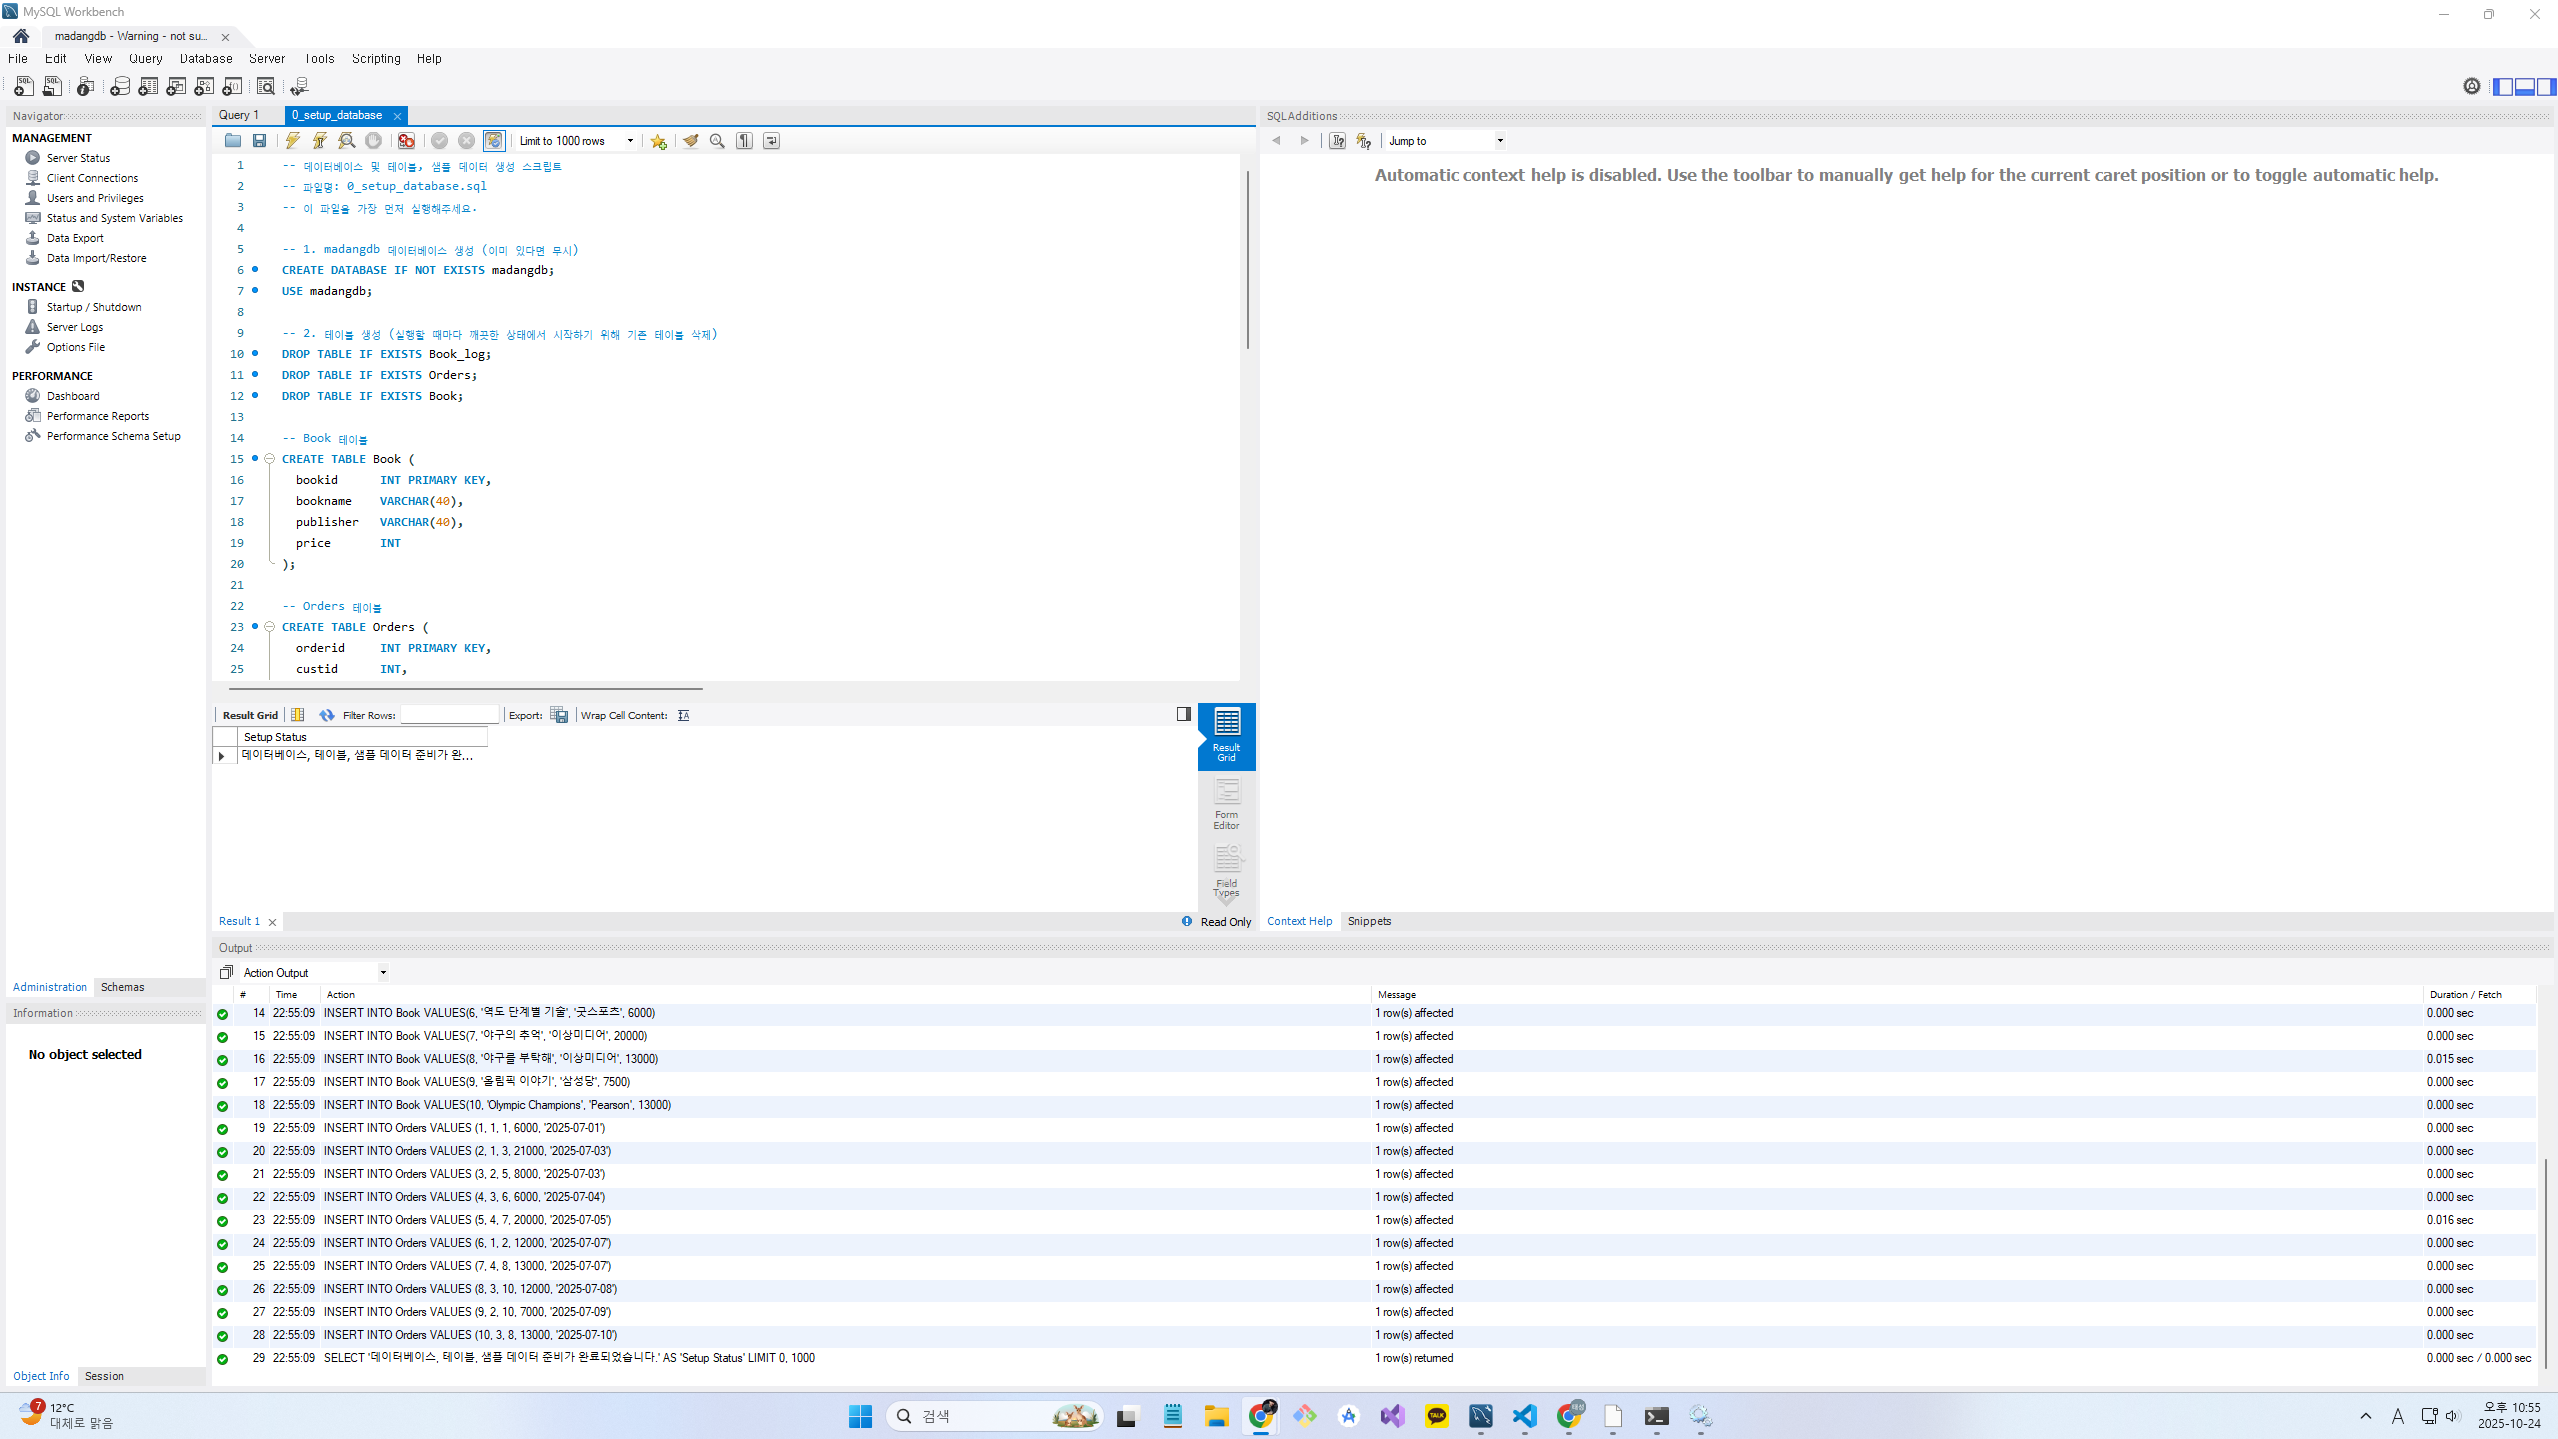 MySQL Workbench
madangdb - Warning - not su...
File Edit View Query Database Server Tools Scripting Help
Navigator
MANAGEMENT
Server Status
Client Connections
Users and Privileges
Status and System Variables
Data Export
Data Import/Restore
INSTANCE
Startup / Shutdown
Server Logs
Options File
PERFORMANCE
Dashboard
Performance Reports
Performance Schema Setup
Administration Schemas
Information
No object selected
Object Info Session
Query 1 0_setup_database
Limit to 1000 rows
1 -- 데이터베이스 및 테이블, 샘플 데이터 생성 스크립트
2 -- 파일명: 0_setup_database.sql
3 -- 이 파일을 가장 먼저 실행해주세요.
4
5 -- 1. madangdb 데이터베이스 생성 (이미 있다면 무시)
6 CREATE DATABASE IF NOT EXISTS madangdb;
7 USE madangdb;
8
9 -- 2. 테이블 생성 (실행할 때마다 깨끗한 상태에서 시작하기 위해 기존 테이블 삭제)
10 DROP TABLE IF EXISTS Book_log;
11 DROP TABLE IF EXISTS Orders;
12 DROP TABLE IF EXISTS Book;
13
14 -- Book 테이블
15 CREATE TABLE Book (
16 bookid INT PRIMARY KEY,
17 bookname VARCHAR(40),
18 publisher VARCHAR(40),
19 price INT
20 );
21
22 -- Orders 테이블
23 CREATE TABLE Orders (
24 orderid INT PRIMARY KEY,
25 custid INT,
Result Grid Filter Rows: Export: Wrap Cell Content:
Setup Status
데이터베이스, 테이블, 샘플 데이터 준비가 완...
Result Grid
Form Editor
Field Types
Result 1 Read Only
SQLAdditions
Jump to
Automatic context help is disabled. Use the toolbar to manually get help for the current caret position or to toggle automatic help.
Context Help Snippets
Output
Action Output
# Time Action Message Duration / Fetch
14 22:55:09 INSERT INTO Book VALUES(6, '역도 단계별 기술', '굿스포츠', 6000) 1 row(s) affected 0.000 sec
15 22:55:09 INSERT INTO Book VALUES(7, '야구의 추억', '이상미디어', 20000) 1 row(s) affected 0.000 sec
16 22:55:09 INSERT INTO Book VALUES(8, '야구를 부탁해', '이상미디어', 13000) 1 row(s) affected 0.015 sec
17 22:55:09 INSERT INTO Book VALUES(9, '올림픽 이야기', '삼성당', 7500) 1 row(s) affected 0.000 sec
18 22:55:09 INSERT INTO Book VALUES(10, 'Olympic Champions', 'Pearson', 13000) 1 row(s) affected 0.000 sec
19 22:55:09 INSERT INTO Orders VALUES (1, 1, 1, 6000, '2025-07-01') 1 row(s) affected 0.000 sec
20 22:55:09 INSERT INTO Orders VALUES (2, 1, 3, 21000, '2025-07-03') 1 row(s) affected 0.000 sec
21 22:55:09 INSERT INTO Orders VALUES (3, 2, 5, 8000, '2025-07-03') 1 row(s) affected 0.000 sec
22 22:55:09 INSERT INTO Orders VALUES (4, 3, 6, 6000, '2025-07-04') 1 row(s) affected 0.000 sec
23 22:55:09 INSERT INTO Orders VALUES (5, 4, 7, 20000, '2025-07-05') 1 row(s) affected 0.016 sec
24 22:55:09 INSERT INTO Orders VALUES (6, 1, 2, 12000, '2025-07-07') 1 row(s) affected 0.000 sec
25 22:55:09 INSERT INTO Orders VALUES (7, 4, 8, 13000, '2025-07-07') 1 row(s) affected 0.000 sec
26 22:55:09 INSERT INTO Orders VALUES (8, 3, 10, 12000, '2025-07-08') 1 row(s) affected 0.000 sec
27 22:55:09 INSERT INTO Orders VALUES (9, 2, 10, 7000, '2025-07-09') 1 row(s) affected 0.000 sec
28 22:55:09 INSERT INTO Orders VALUES (10, 3, 8, 13000, '2025-07-10') 1 row(s) affected 0.000 sec
29 22:55:09 SELECT '데이터베이스, 테이블, 샘플 데이터 준비가 완료되었습니다.' AS 'Setup Status' LIMIT 0, 1000 1 row(s) returned 0.000 sec / 0.000 sec
7 12°C
대체로 맑음
검색
TALK
A
오후 10:55
2025-10-24